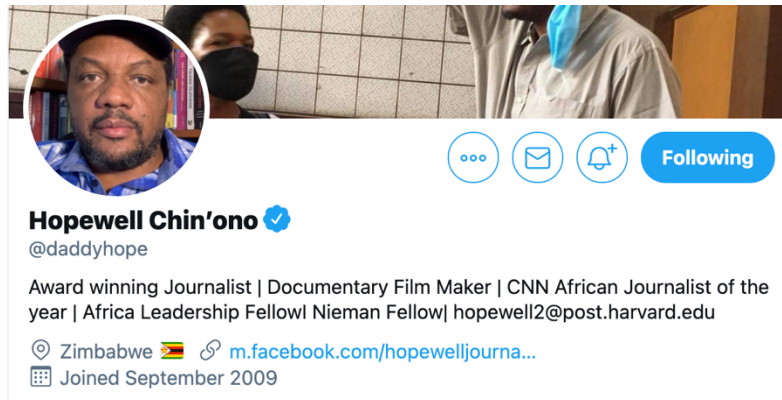 Following
Hopewell Chin’ono
@daddyhope
Award winning Journalist | Documentary Film Maker | CNN African Journalist of the
year | Africa Leadership Fellowl Nieman Fellow| hopewell2@post.harvard.edu
Zimbabwe 🇿🇼 m.facebook.com/hopewelljourna...
Joined September 2009